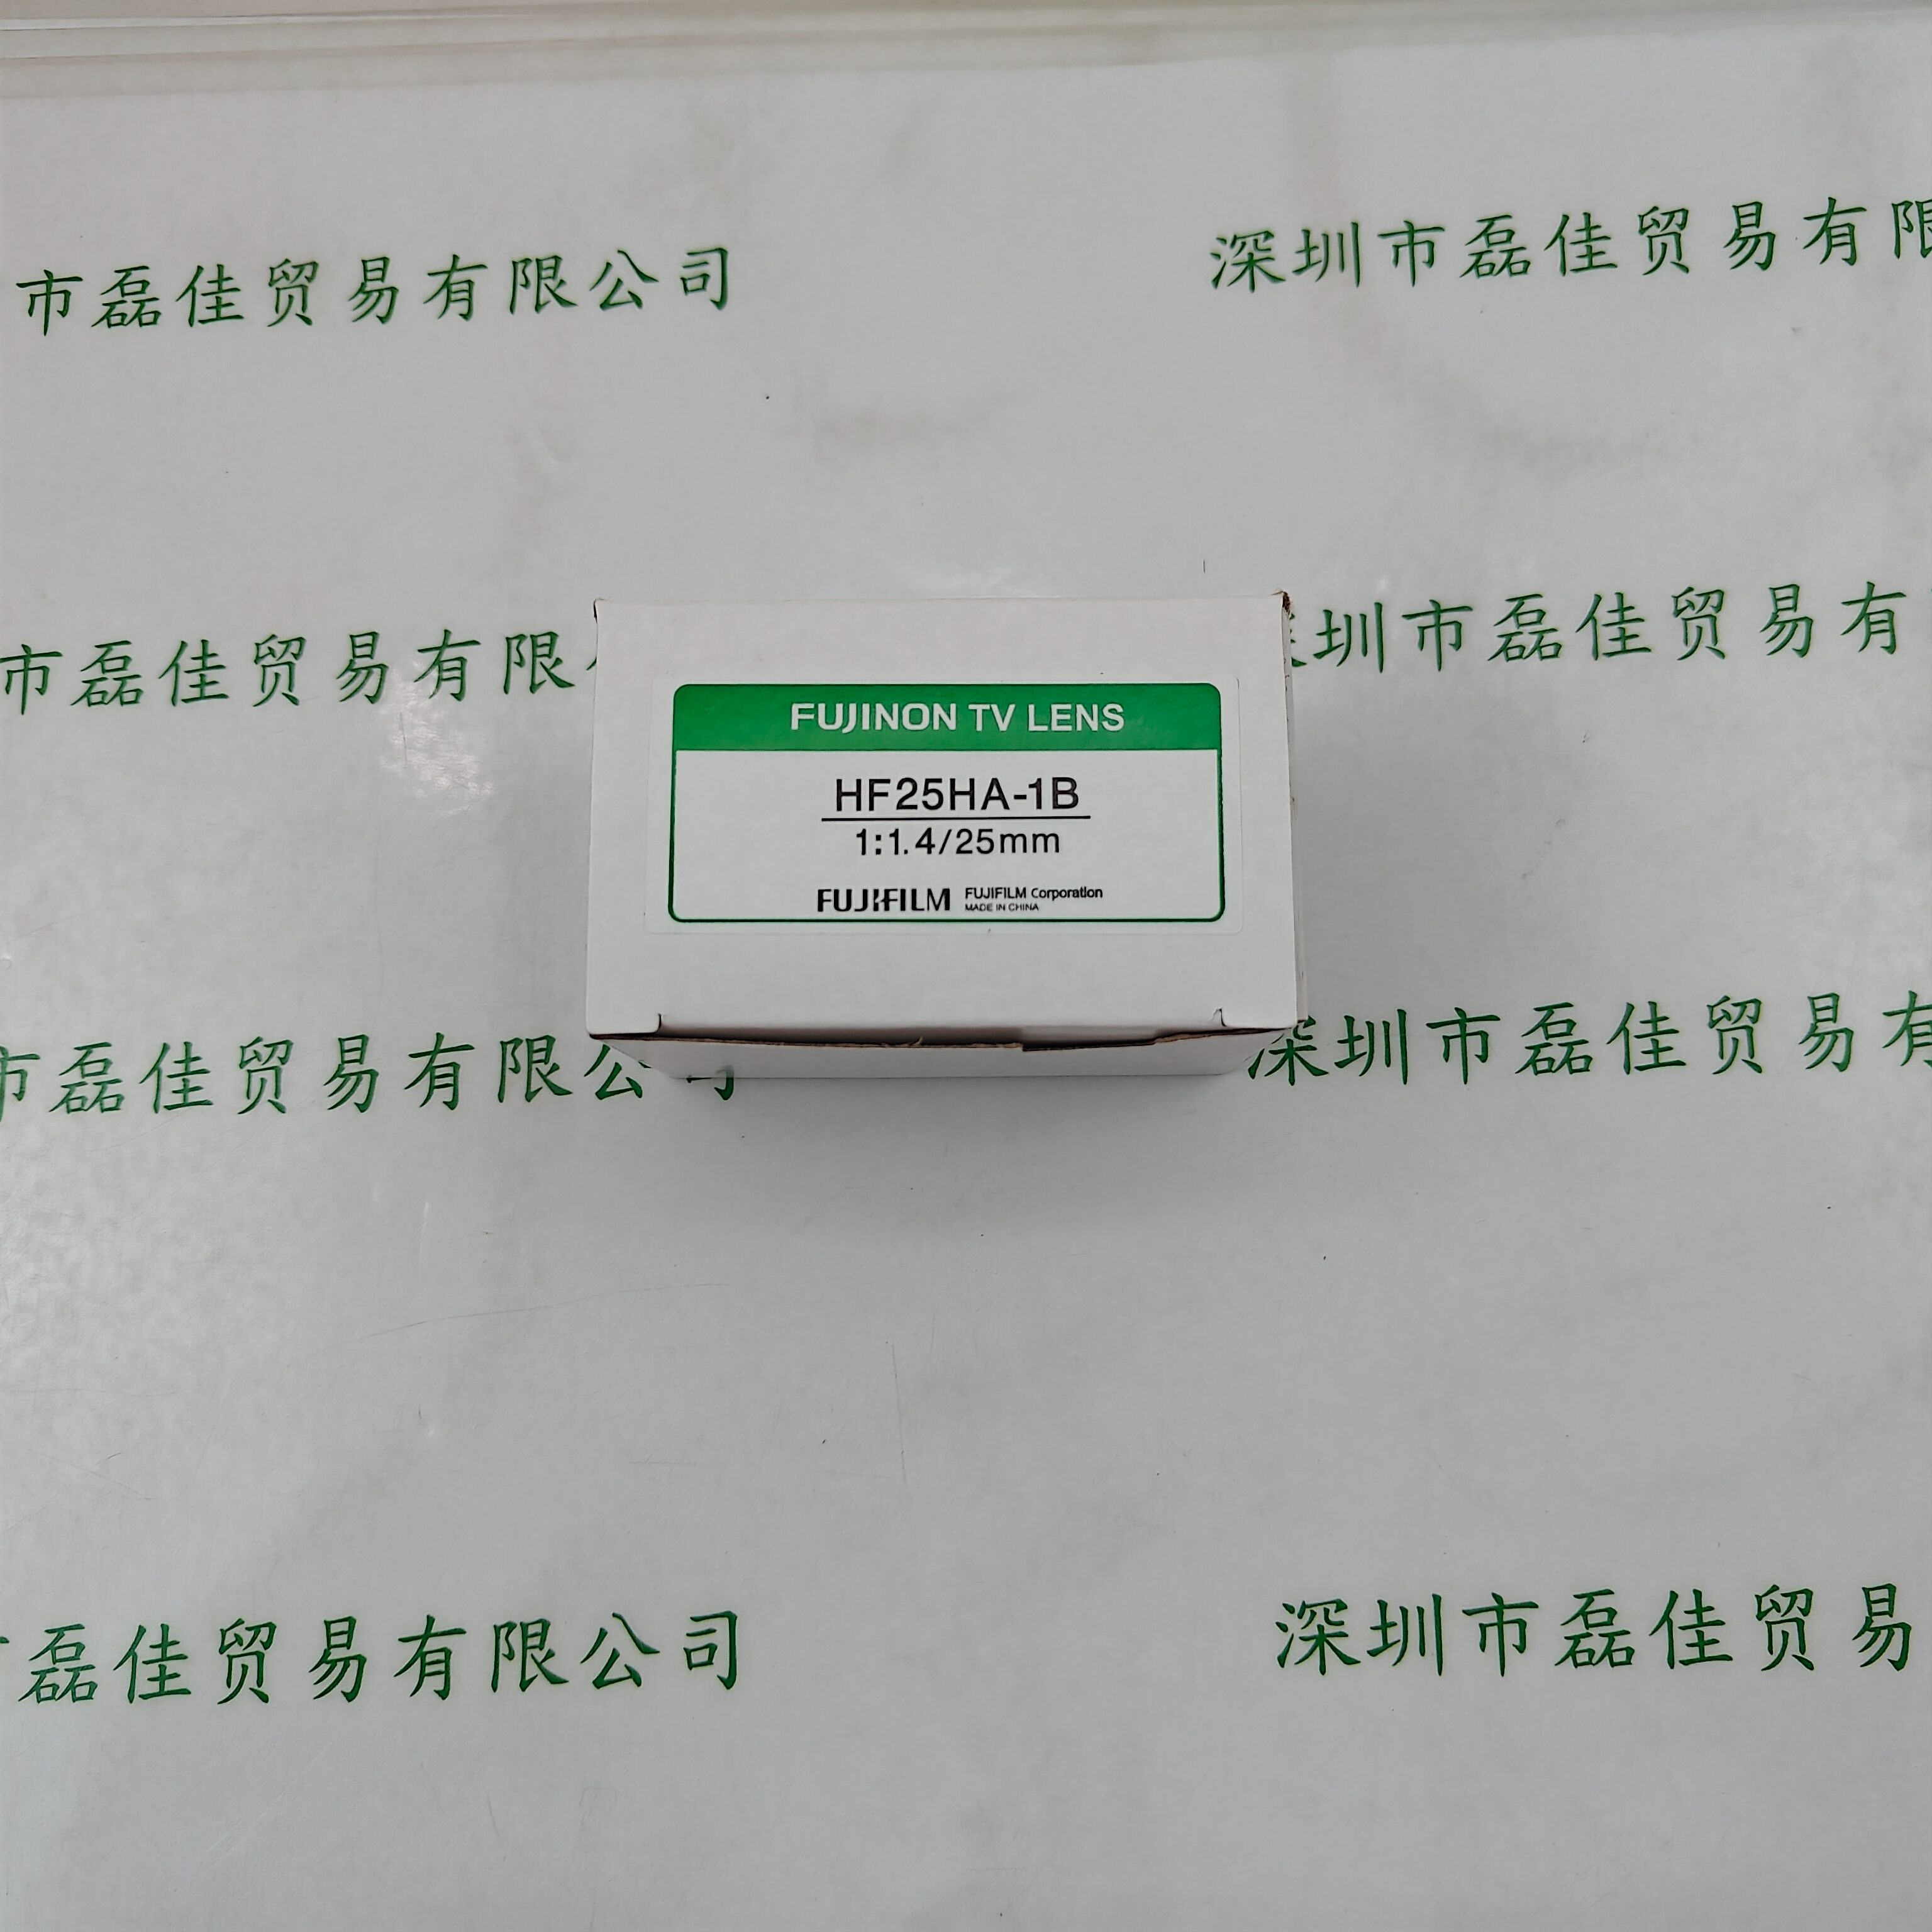 市磊佳贸易有限公司
深圳市磊佳贸易有限
市磊佳贸易有限
圳市磊佳贸易有
FUJINON TV LENS
HF25HA-1B
1:1.4/25mm
FUJIFILM FUJIFILM Corporation
MADE IN CHINA
市磊佳贸易有限公司
深圳市磊佳贸易有
磊佳贸易有限公司
深圳市磊佳贸易